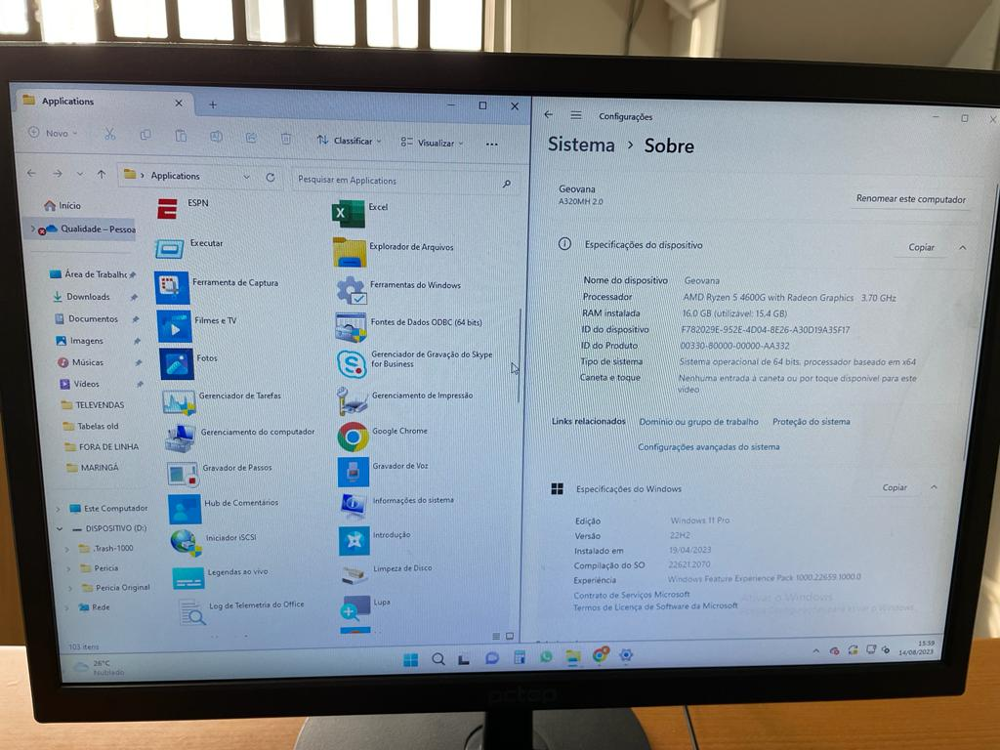 Applications
Novo
Classificar
Visualizar
Applications
Pesquisar em Applications
Início
Qualidade – Pessoa
Área de Trabalho
Downloads
Documentos
Imagens
Músicas
Vídeos
TELEVENDAS
Tabelas old
FORA DE LINHA
MARINGÁ
Este Computador
DISPOSITIVO (D:)
.Trash-1000
Pericia
Pericia Original
Rede
ESPN
Excel
Executar
Explorador de Arquivos
Ferramenta de Captura
Ferramentas do Windows
Filmes e TV
Fontes de Dados ODBC (64 bits)
Fotos
Gerenciador de Gravação do Skype
for Business
Gerenciador de Tarefas
Gerenciamento de Impressão
Gerenciamento do computador
Google Chrome
Gravador de Passos
Gravador de Voz
Hub de Comentários
Informações do sistema
Iniciador iSCSI
Introdução
Legendas ao vivo
Limpeza de Disco
Log de Telemetria do Office
Lupa
103 itens
Configurações
Sistema › Sobre
Geovana
A320MH 2.0
Renomear este computador
Especificações do dispositivo
Copiar
Nome do dispositivo Geovana
Processador AMD Ryzen 5 4600G with Radeon Graphics 3.70 GHz
RAM instalada 16.0 GB (utilizável: 15,4 GB)
ID do dispositivo F782029E-952E-4D04-8E26-A30D19A35F17
ID do Produto 00330-80000-00000-AA332
Tipo de sistema Sistema operacional de 64 bits, processador baseado em x64
Caneta e toque Nenhuma entrada à caneta ou por toque disponível para este
vídeo
Links relacionados Domínio ou grupo de trabalho Proteção do sistema
Configurações avançadas do sistema
Especificações do Windows
Copiar
Edição Windows 11 Pro
Versão 22H2
Instalado em 19/04/2023
Compilação do SO 22621.2070
Experiência Windows Feature Experience Pack 1000.22659.1000.0
Contrato de Serviços Microsoft
Termos de Licença de Software da Microsoft
Ativar o Windows
26°C
Nublado
15:59
14/08/2023